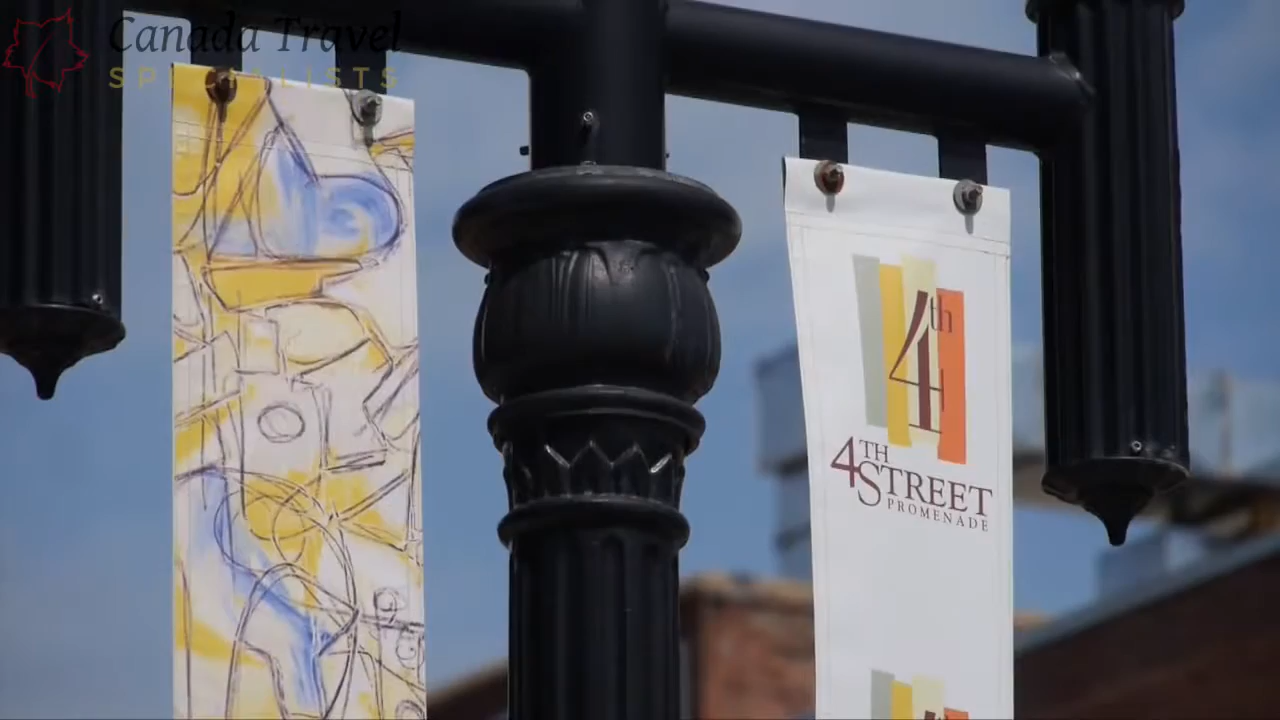 Canada Travel
SPECIALISTS
4th
4TH
STREET
PROMENADE